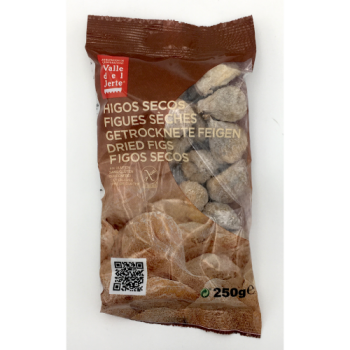 Valle
del
Jerte
HIGOS SECOS
FIGUES SÈCHES
GETROCKNETE FEIGEN
DRIED FIGS
FIGOS SECOS
250g℮